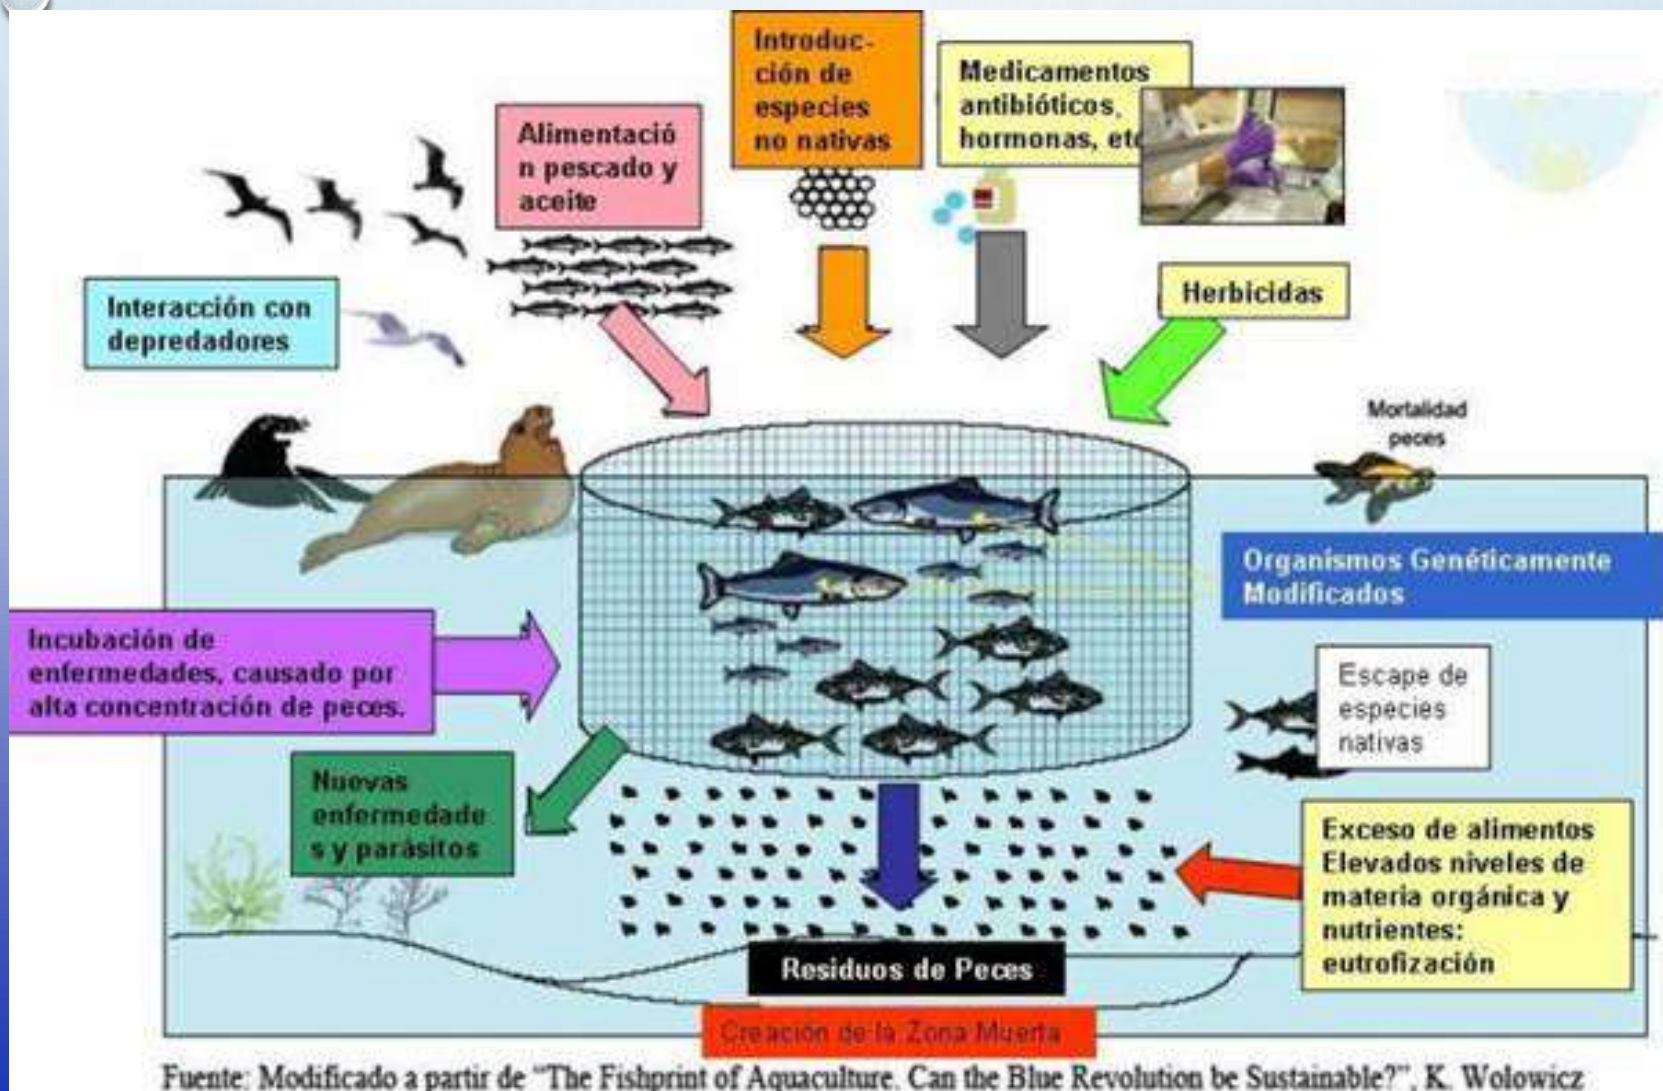 Introduc-
ción de
especies
no nativas
Medicamentos
antibióticos,
hormonas, etc
Alimentació
n pescado y
aceite
Interacción con
depredadores
Herbicidas
Mortalidad
peces
Organismos Genéticamente
Modificados
Incubación de
enfermedades, causado por
alta concentración de peces.
Escape de
especies
nativas
Nuevas
enfermedade
s y parásitos
Exceso de alimentos
Elevados niveles de
materia orgánica y
nutrientes:
eutrofización
Residuos de Peces
Creación de la Zona Muerta
Fuente: Modificado a partir de "The Fishprint of Aquaculture. Can the Blue Revolution be Sustainable?", K. Wolowicz